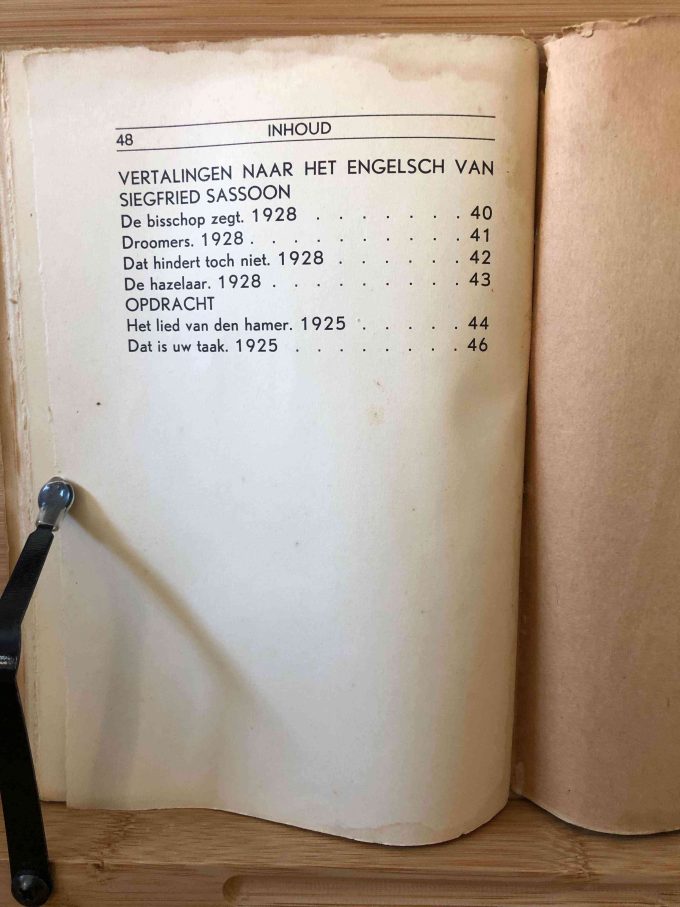 48 INHOUD
VERTALINGEN NAAR HET ENGELSCH VAN
SIEGFRIED SASSOON
De bisschop zegt. 1928 . . . . . . . 40
Droomers. 1928 . . . . . . . . . . 41
Dat hindert toch niet. 1928 . . . . . . 42
De hazelaar. 1928 . . . . . . . . . 43
OPDRACHT
Het lied van den hamer. 1925 . . . . . 44
Dat is uw taak. 1925 . . . . . . . . 46